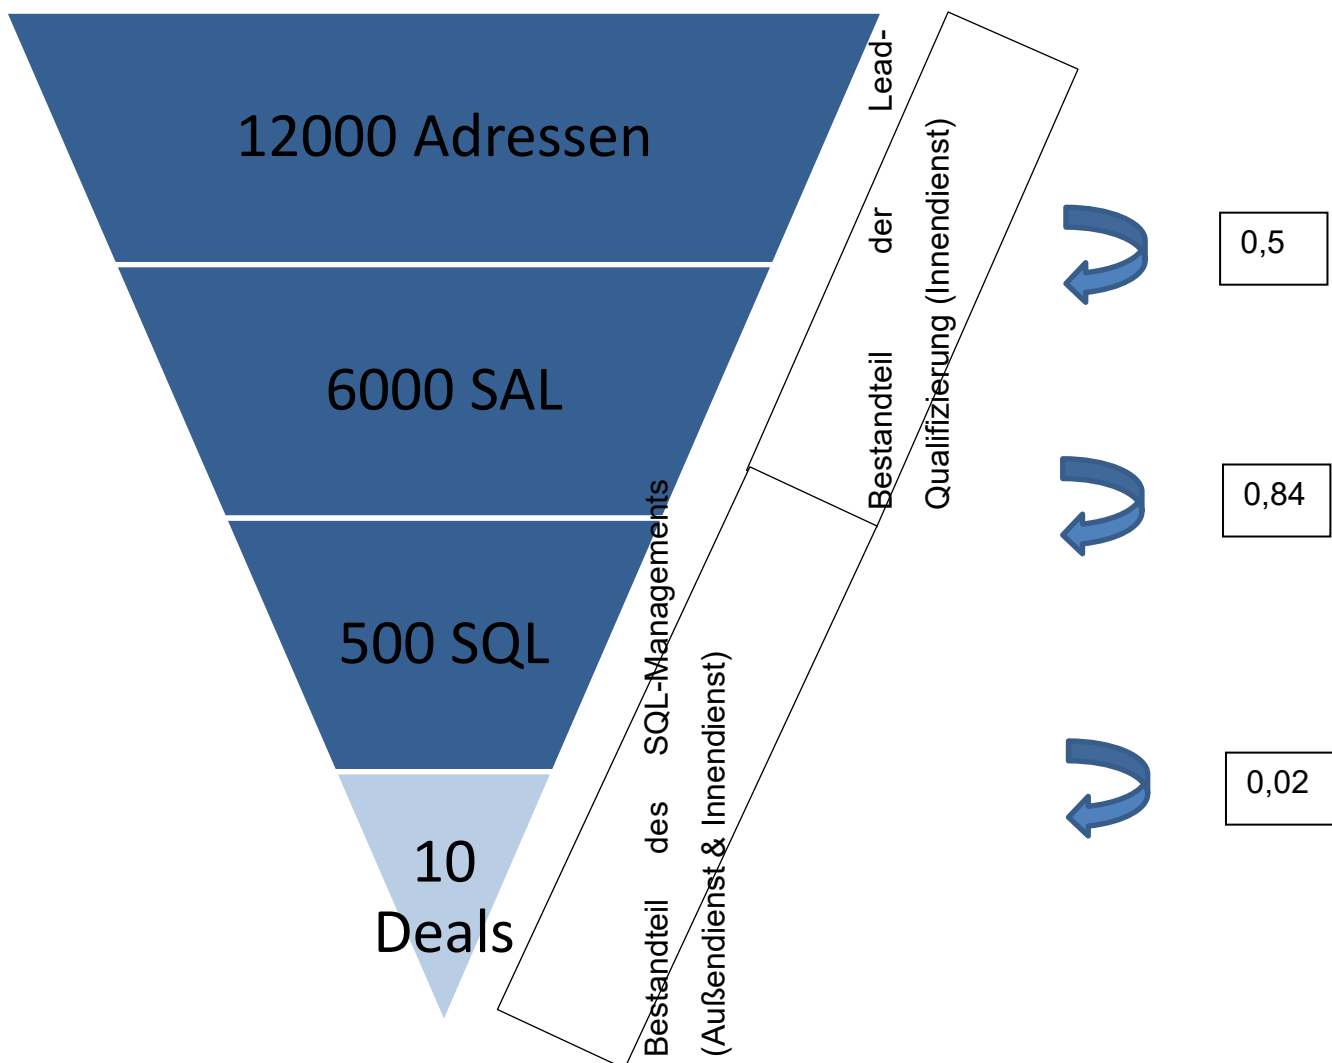 12000 Adressen
6000 SAL
500 SQL
10
Deals
Bestandteil der Lead-
Qualifizierung (Innendienst)
Bestandteil des SQL-Managements
(Außendienst & Innendienst)
0,5
0,84
0,02